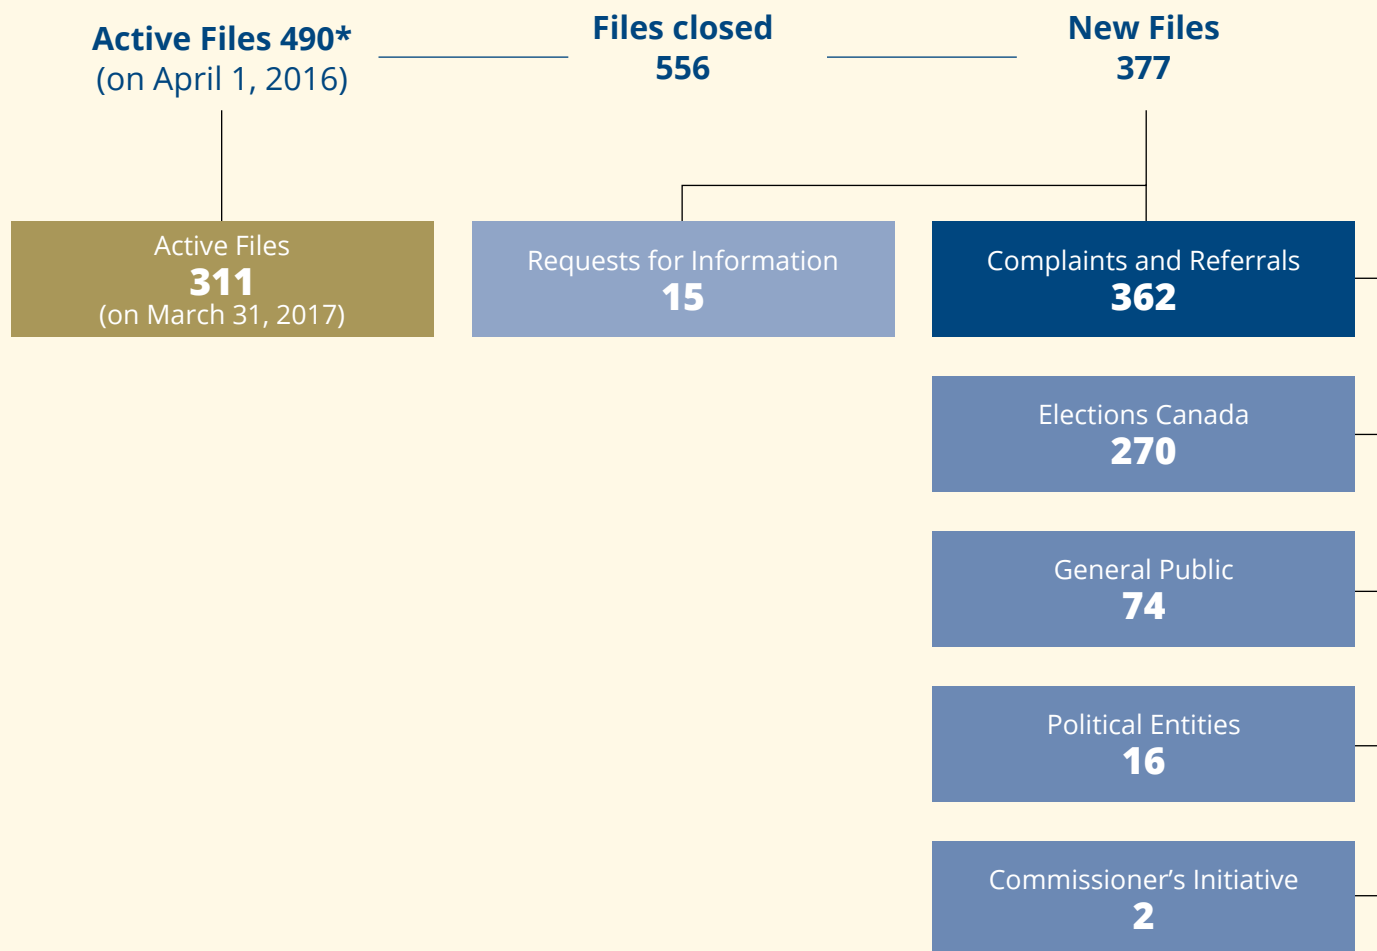 Active Files 490*
(on April 1, 2016)
Files closed
556
New Files
377
Active Files
311
(on March 31, 2017)
Requests for Information
15
Complaints and Referrals
362
Elections Canada
270
General Public
74
Political Entities
16
Commissioner’s Initiative
2